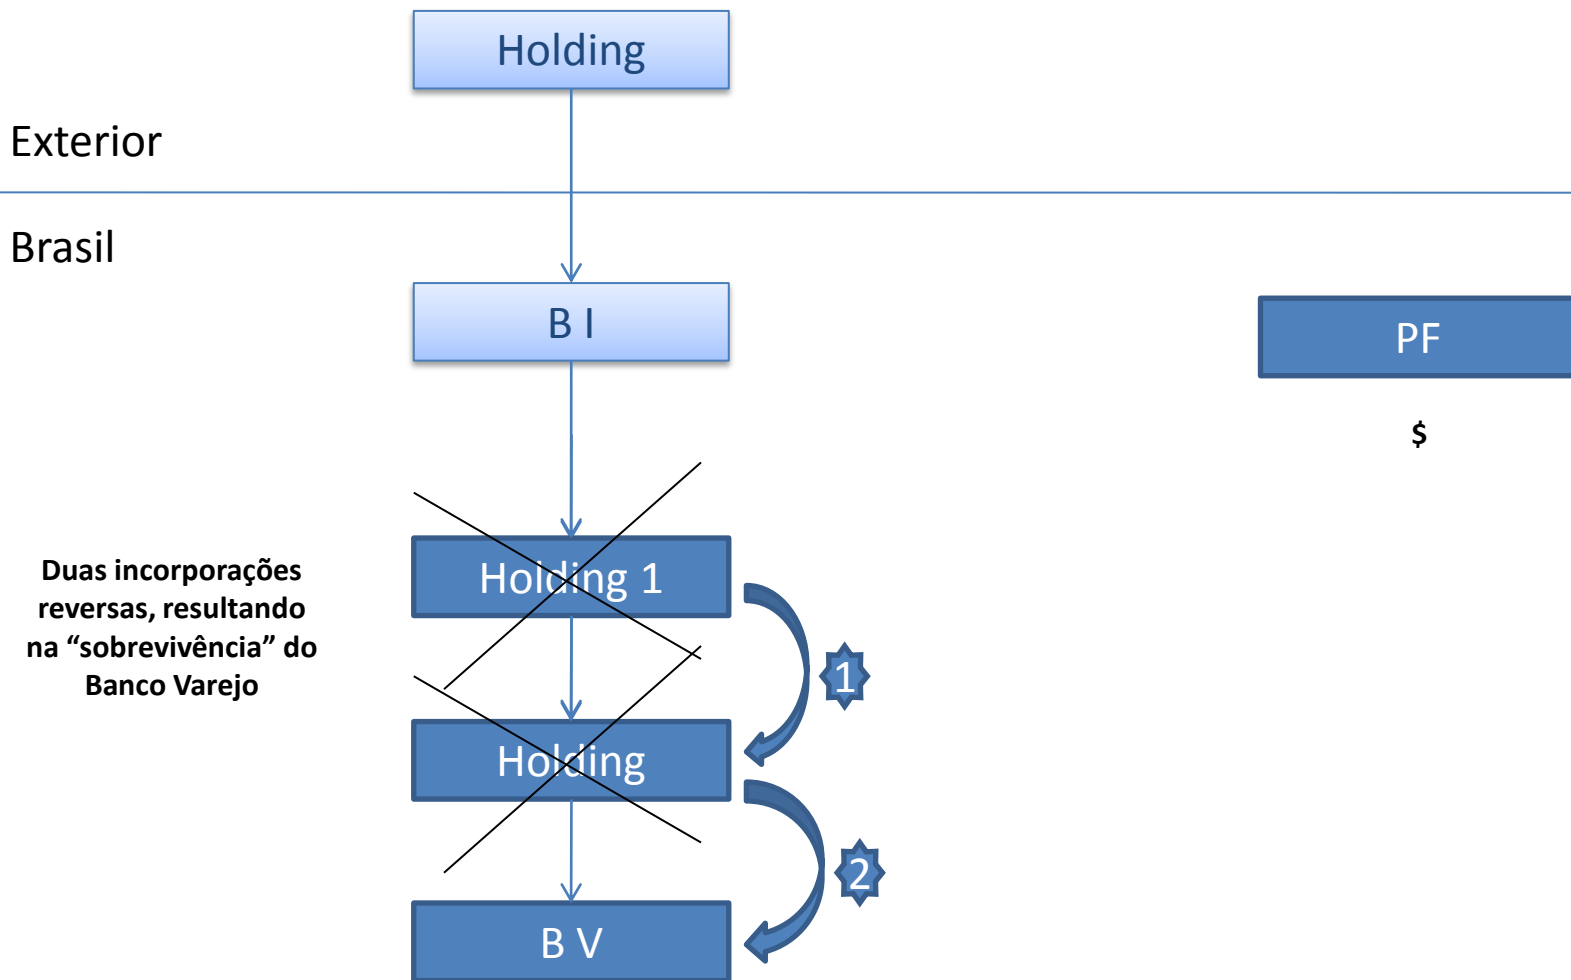 Holding
Exterior
Brasil
B I
PF
$
Holding 1
Duas incorporações
reversas, resultando
na “sobrevivência” do
Banco Varejo
1
Holding
2
B V